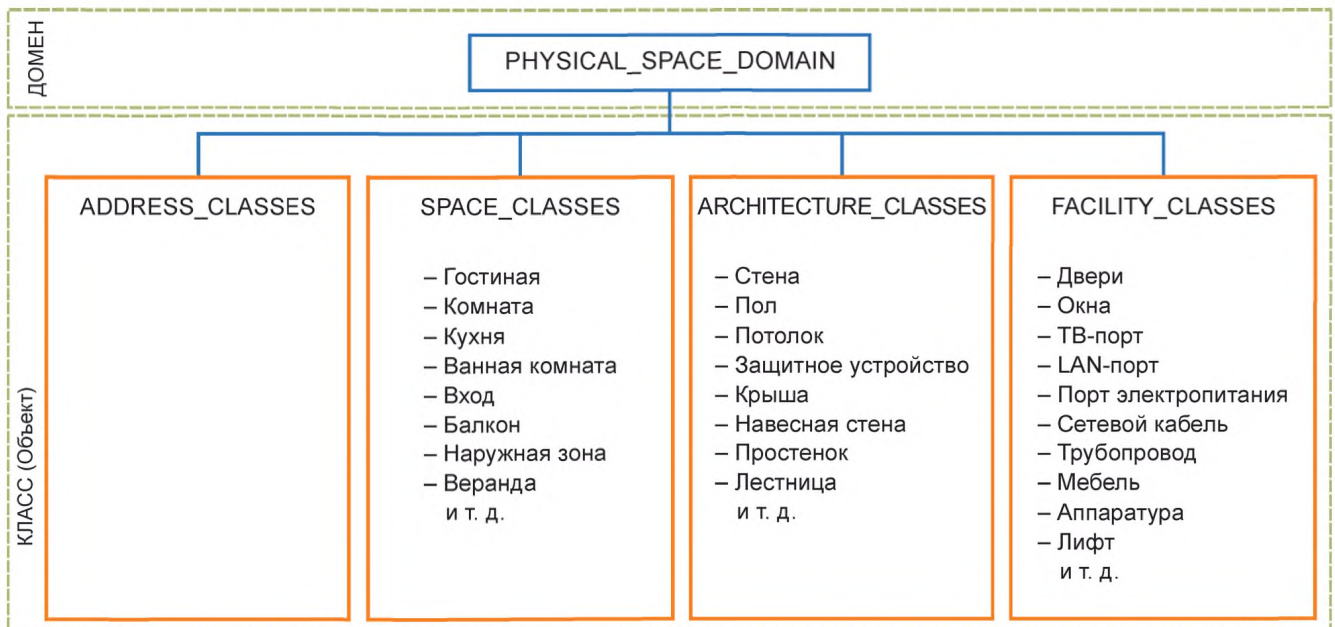 ДОМЕН
PHYSICAL_SPACE_DOMAIN
КЛАСС (Объект)
ADDRESS_CLASSES
SPACE_CLASSES
– Гостиная
– Комната
– Кухня
– Ванная комната
– Вход
– Балкон
– Наружная зона
– Веранда
и т. д.
ARCHITECTURE_CLASSES
– Стена
– Пол
– Потолок
– Защитное устройство
– Крыша
– Навесная стена
– Простенок
– Лестница
и т. д.
FACILITY_CLASSES
– Двери
– Окна
– ТВ-порт
– LAN-порт
– Порт электропитания
– Сетевой кабель
– Трубопровод
– Мебель
– Аппаратура
– Лифт
и т. д.